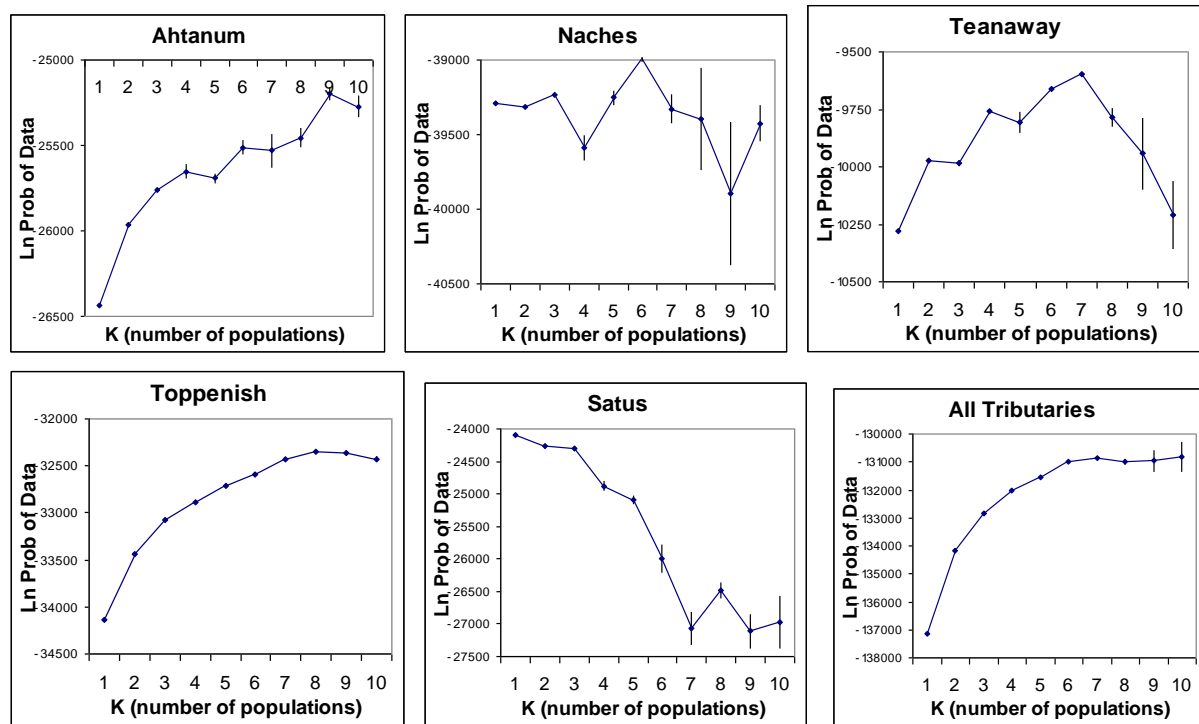 Ahtanum
-25000
1 2 3 4 5 6 7 8 9 10
-25500
-26000
-26500
Ln Prob of Data
K (number of populations)
Naches
-39000
-39500
-40000
-40500
Ln Prob of Data
1 2 3 4 5 6 7 8 9 10
K (number of populations)
Teanaway
-9500
-9750
-10000
-10250
-10500
Ln Prob of Data
1 2 3 4 5 6 7 8 9 10
K (number of populations)
Toppenish
-32000
-32500
-33000
-33500
-34000
-34500
Ln Prob of Data
1 2 3 4 5 6 7 8 9 10
K (number of populations)
Satus
-24000
-24500
-25000
-25500
-26000
-26500
-27000
-27500
Ln Prob of Data
1 2 3 4 5 6 7 8 9 10
K (number of populations)
All Tributaries
-130000
-131000
-132000
-133000
-134000
-135000
-136000
-137000
-138000
Ln Prob of Data
1 2 3 4 5 6 7 8 9 10
K (number of populations)